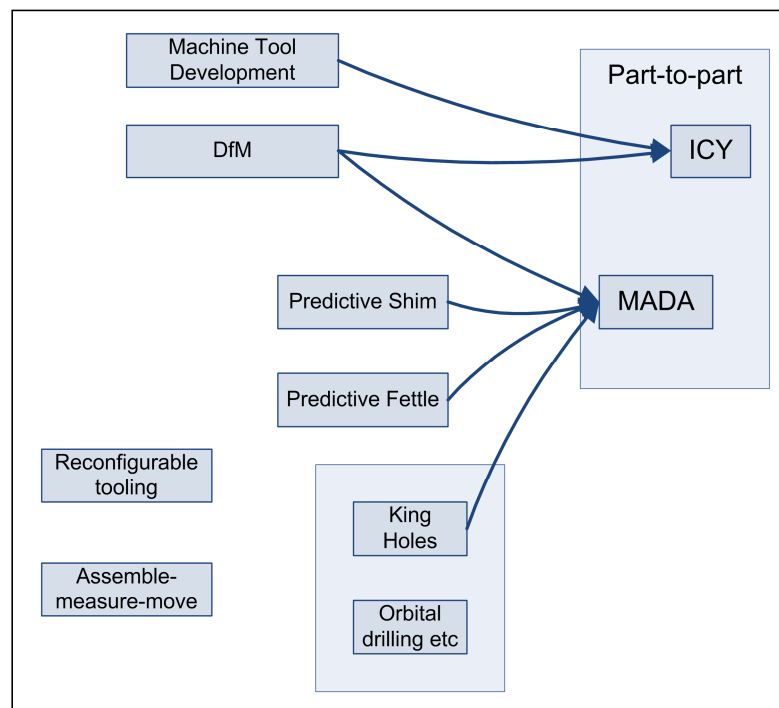 Machine Tool
Development
Part-to-part
DfM
ICY
Predictive Shim
MADA
Predictive Fettle
Reconfigurable
tooling
King
Holes
Assemble-
measure-move
Orbital
drilling etc